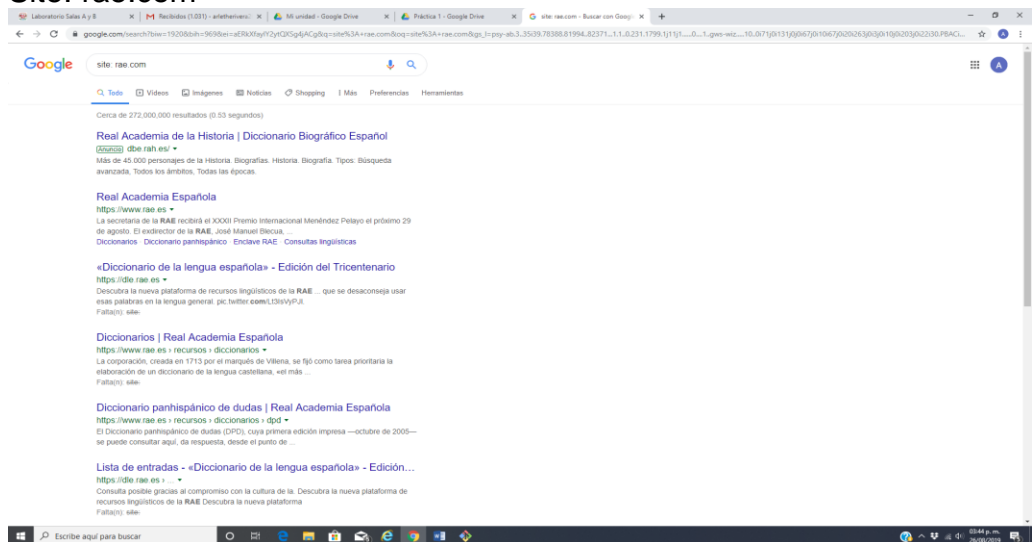 Site: rae.com
Laboratorio Salas A y B
Recibidos (1.031) - arletherivera
Mi unidad - Google Drive
Práctica 1 - Google Drive
site: rae.com - Buscar con Googl
Google
site: rae.com
A
Todo Vídeos Imágenes Noticias Shopping Más Preferencias Herramientas
Cerca de 272,000,000 resultados (0.53 segundos)
Real Academia de la Historia | Diccionario Biográfico Español
Anuncio dbe.rah.es/
Más de 45.000 personajes de la Historia. Biografías. Historia. Biografía. Tipos: Búsqueda
avanzada, Todos los ámbitos, Todas las épocas.
Real Academia Española
https://www.rae.es
La secretaria de la RAE recibirá el XXXII Premio Internacional Menéndez Pelayo el próximo 29
de agosto. El exdirector de la RAE, José Manuel Blecua, ...
Diccionarios · Diccionario panhispánico · Enclave RAE · Consultas lingüísticas
«Diccionario de la lengua española» - Edición del Tricentenario
https://dle.rae.es
Descubra la nueva plataforma de recursos lingüísticos de la RAE ... que se desaconseja usar
esas palabras en la lengua general. pic.twitter.com/
Falta(n): site:
Diccionarios | Real Academia Española
https://www.rae.es › recursos › diccionarios
La corporación, creada en 1713 por el marqués de Villena, se fijó como tarea prioritaria la
elaboración de un diccionario de la lengua castellana, «el más ...
Falta(n): site:
Diccionario panhispánico de dudas | Real Academia Española
https://www.rae.es › recursos › diccionarios › dpd
El Diccionario panhispánico de dudas (DPD), cuya primera edición impresa —octubre de 2005—
se puede consultar aquí, da respuesta, desde el punto de ...
Lista de entradas - «Diccionario de la lengua española» - Edición...
https://dle.rae.es › ...
Consulta posible gracias al compromiso con la cultura de la. Descubra la nueva plataforma de
recursos lingüísticos de la RAE Descubra la nueva plataforma
Falta(n): site:
Escribe aquí para buscar
03:44 p. m.
26/08/2019